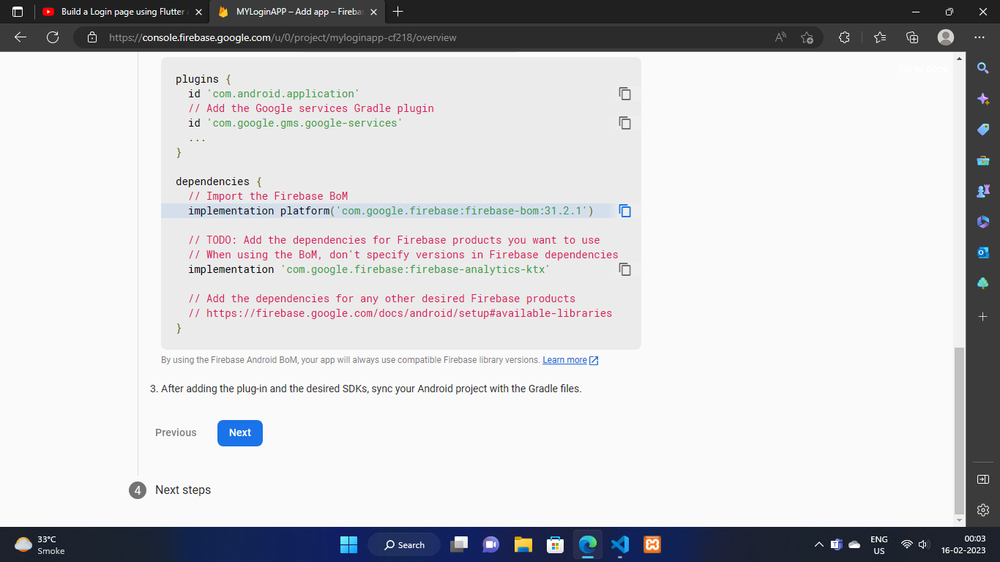 Build a Login page using Flutter
MYLoginAPP – Add app – Fireba
https://console.firebase.google.com/u/0/project/myloginapp-cf218/overview
Go to docs
plugins {
id 'com.android.application'
// Add the Google services Gradle plugin
id 'com.google.gms.google-services'
...
}
dependencies {
// Import the Firebase BoM
implementation platform('com.google.firebase:firebase-bom:31.2.1')
// TODO: Add the dependencies for Firebase products you want to use
// When using the BoM, don't specify versions in Firebase dependencies
implementation 'com.google.firebase:firebase-analytics-ktx'
// Add the dependencies for any other desired Firebase products
// https://firebase.google.com/docs/android/setup#available-libraries
}
By using the Firebase Android BoM, your app will always use compatible Firebase library versions. Learn more
3. After adding the plug-in and the desired SDKs, sync your Android project with the Gradle files.
Previous
Next
4 Next steps
33°C
Smoke
Search
ENG
US
00:03
16-02-2023